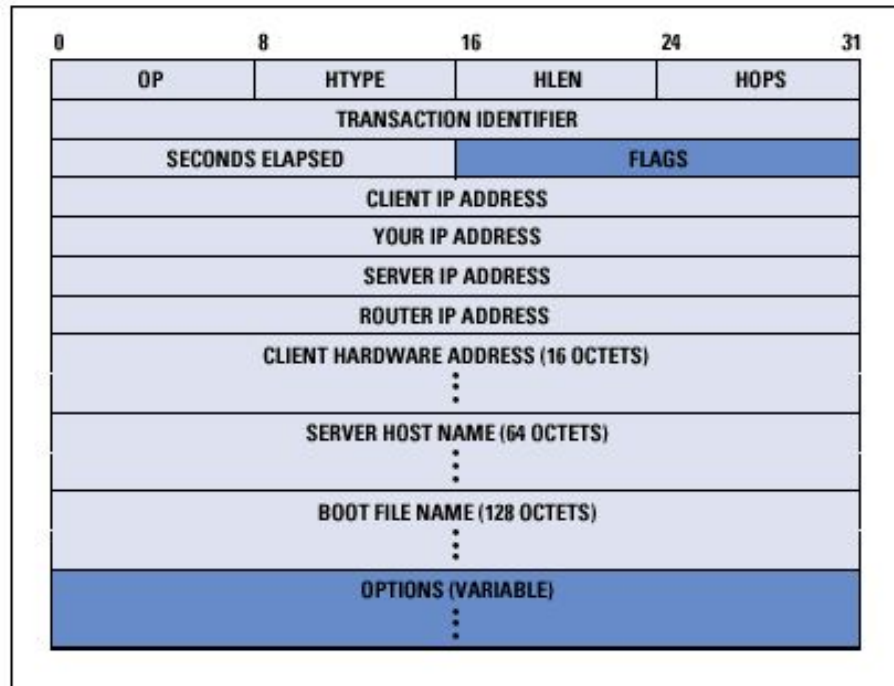 0 8 16 24 31
OP HTYPE HLEN HOPS
TRANSACTION IDENTIFIER
SECONDS ELAPSED FLAGS
CLIENT IP ADDRESS
YOUR IP ADDRESS
SERVER IP ADDRESS
ROUTER IP ADDRESS
CLIENT HARDWARE ADDRESS (16 OCTETS)
SERVER HOST NAME (64 OCTETS)
BOOT FILE NAME (128 OCTETS)
OPTIONS (VARIABLE)